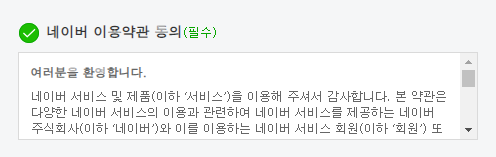 네이버 이용약관 동의(필수)
여러분을 환영합니다.
네이버 서비스 및 제품(이하 ‘서비스’)을 이용해 주셔서 감사합니다. 본 약관은
다양한 네이버 서비스의 이용과 관련하여 네이버 서비스를 제공하는 네이버
주식회사(이하 ‘네이버’)와 이를 이용하는 네이버 서비스 회원(이하 ‘회원’) 또